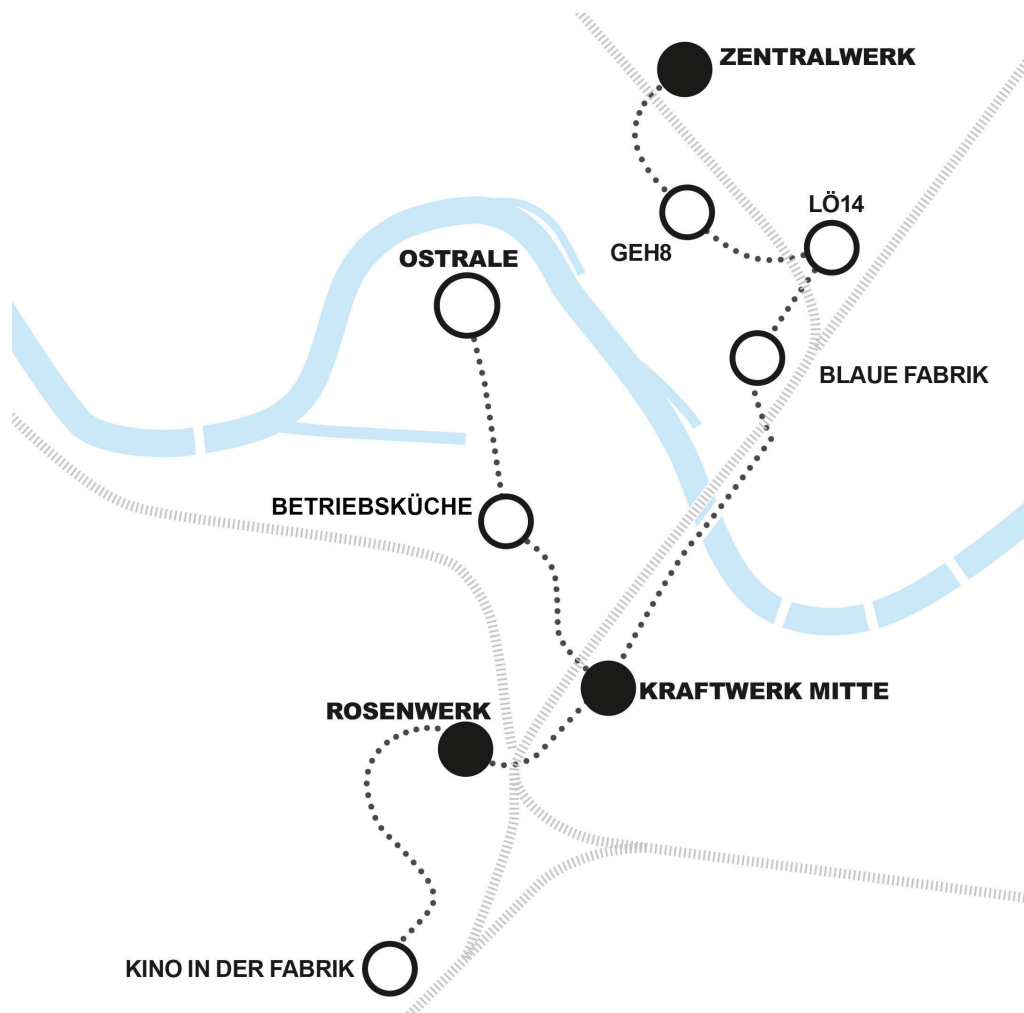 ZENTRALWERK
LÖ14
GEH8
OSTRALE
BLAUE FABRIK
BETRIEBSKÜCHE
KRAFTWERK MITTE
ROSENWERK
KINO IN DER FABRIK